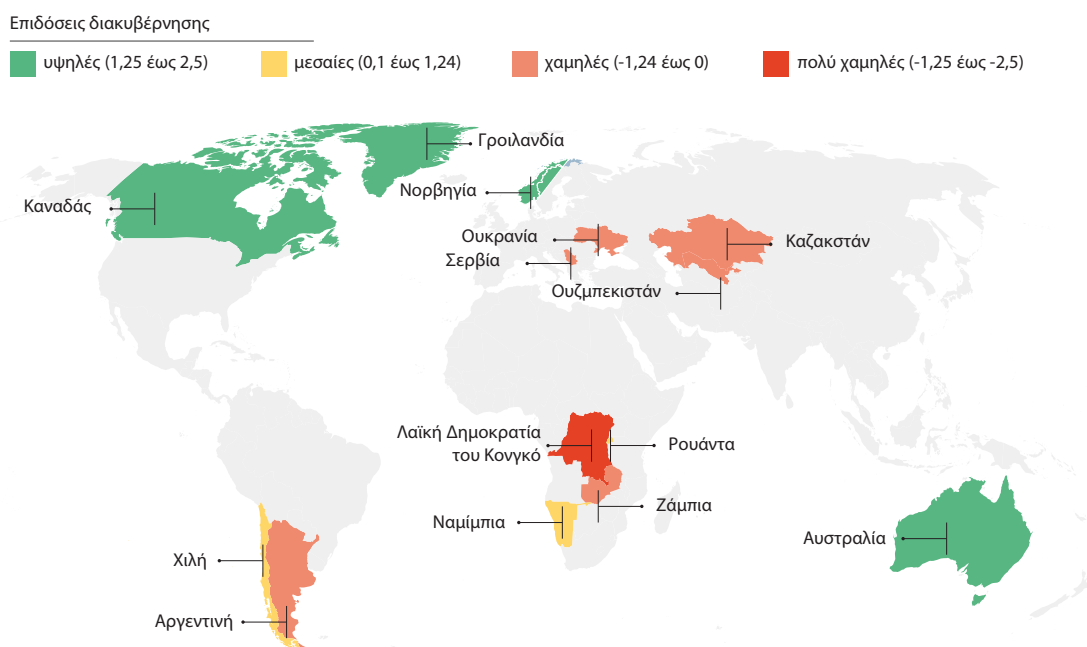 Επιδόσεις διακυβέρνησης
υψηλές (1,25 έως 2,5)
μεσαίες (0,1 έως 1,24)
χαμηλές (-1,24 έως 0)
πολύ χαμηλές (-1,25 έως -2,5)
Γροιλανδία
Νορβηγία
Καναδάς
Ουκρανία
Καζακστάν
Σερβία
Ουζμπεκιστάν
Λαϊκή Δημοκρατία
του Κονγκό
Ρουάντα
Ζάμπια
Ναμίμπια
Αυστραλία
Χιλή
Αργεντινή